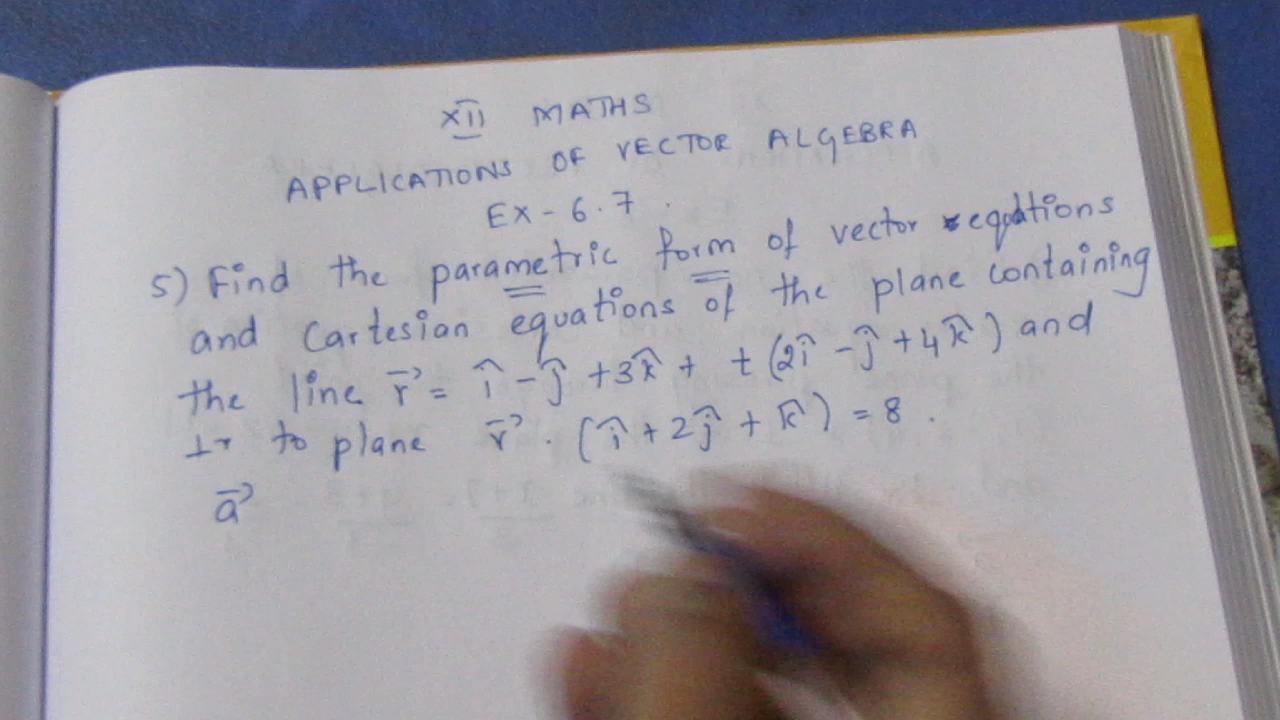 XII MATHS
APPLICATIONS OF VECTOR ALGEBRA
EX - 6.7.
5) Find the parametric form of vector equations
and Cartesian equations of the plane containing
the line r⃗ = î - ĵ + 3k̂ + t (2î - ĵ + 4k̂) and
⊥r to plane r⃗ . (î + 2ĵ + k̂) = 8.
a⃗